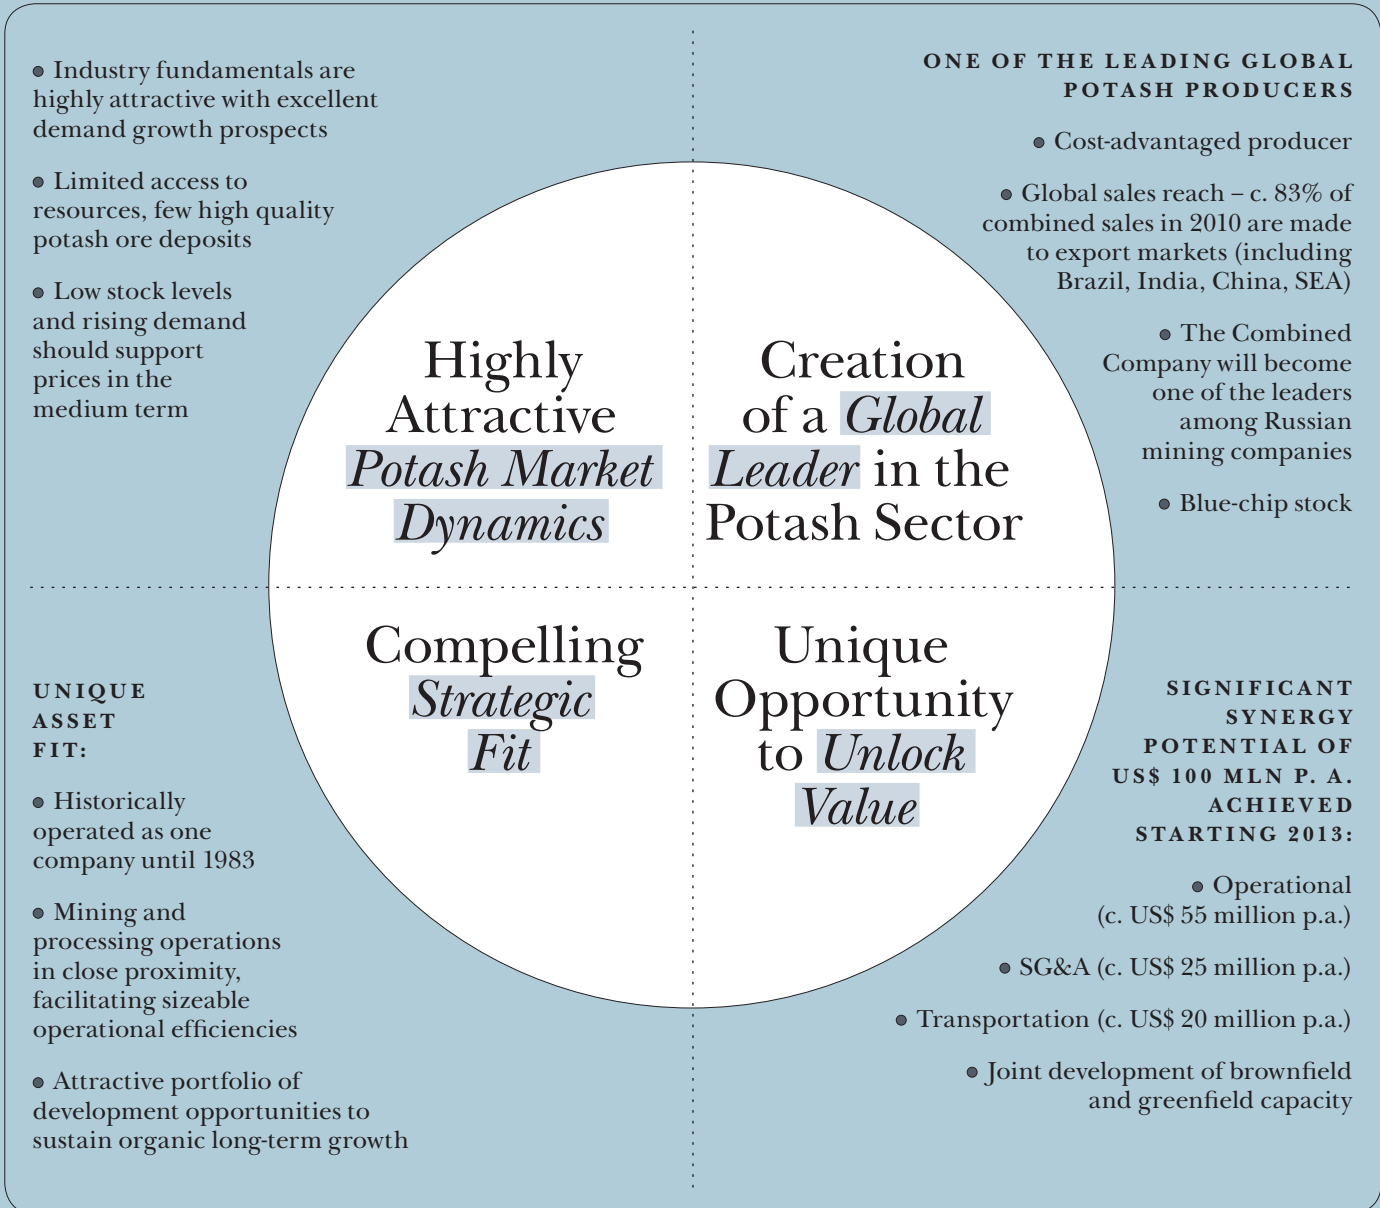 ● Industry fundamentals are
highly attractive with excellent
demand growth prospects
● Limited access to
resources, few high quality
potash ore deposits
● Low stock levels
and rising demand
should support
prices in the
medium term
Highly
Attractive
Potash Market
Dynamics
ONE OF THE LEADING GLOBAL
POTASH PRODUCERS
● Cost-advantaged producer
● Global sales reach – c. 83% of
combined sales in 2010 are made
to export markets (including
Brazil, India, China, SEA)
● The Combined
Company will become
one of the leaders
among Russian
mining companies
● Blue-chip stock
Creation
of a Global
Leader in the
Potash Sector
UNIQUE
ASSET
FIT:
● Historically
operated as one
company until 1983
● Mining and
processing operations
in close proximity,
facilitating sizeable
operational efficiencies
● Attractive portfolio of
development opportunities to
sustain organic long-term growth
Compelling
Strategic
Fit
Unique
Opportunity
to Unlock
Value
SIGNIFICANT
SYNERGY
POTENTIAL OF
US$ 100 MLN P. A.
ACHIEVED
STARTING 2013:
● Operational
(c. US$ 55 million p.a.)
● SG&A (c. US$ 25 million p.a.)
● Transportation (c. US$ 20 million p.a.)
● Joint development of brownfield
and greenfield capacity